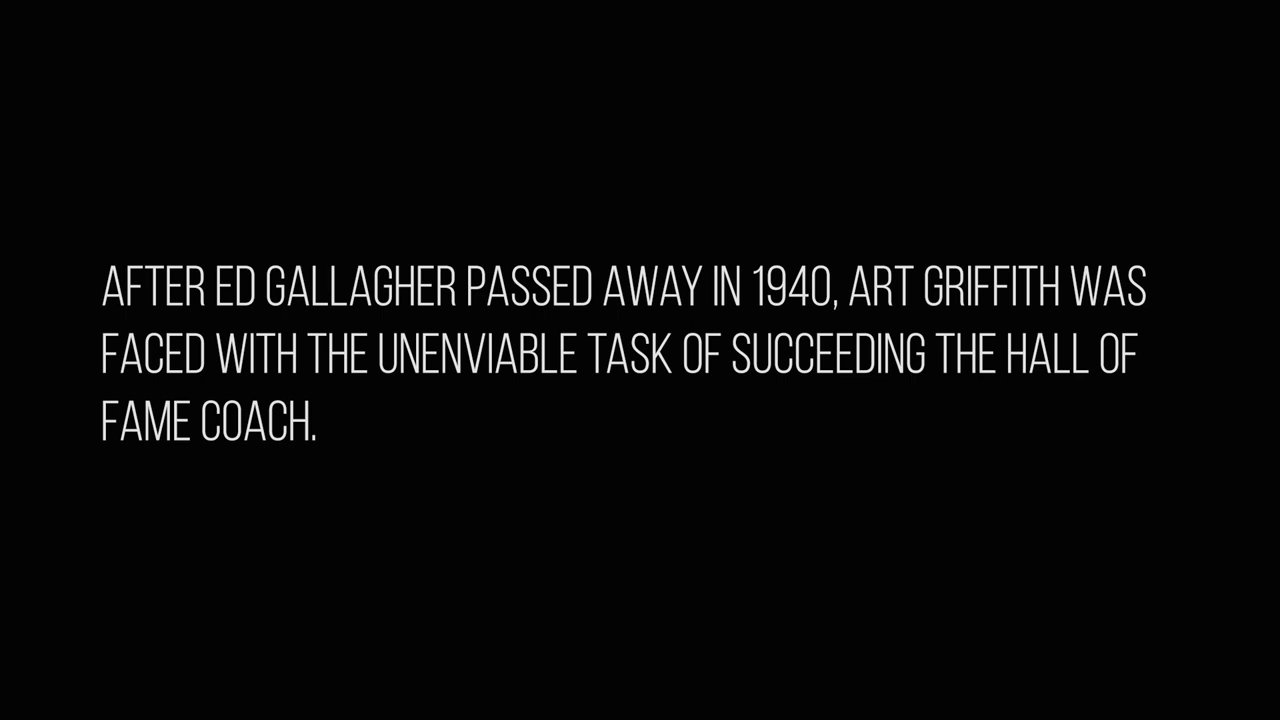 AFTER ED GALLAGHER PASSED AWAY IN 1940, ART GRIFFITH WAS
FACED WITH THE UNENVIABLE TASK OF SUCCEEDING THE HALL OF
FAME COACH.